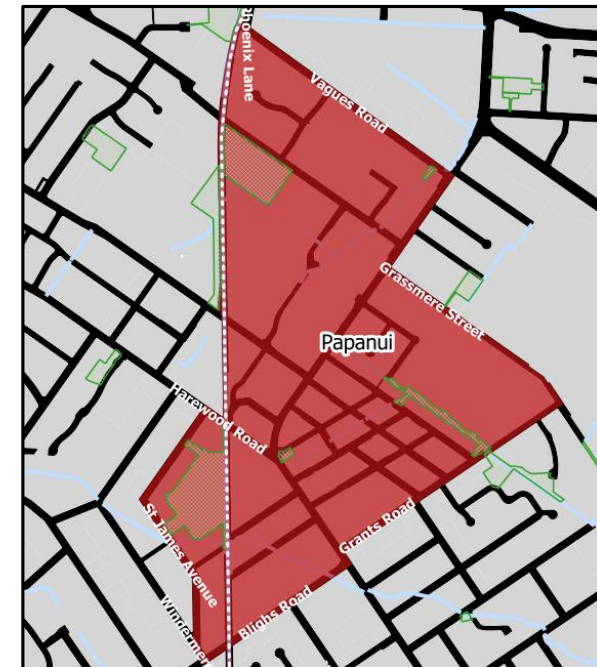 Phoenix Lane
Vagues Road
Grassmere Street
Papanui
Harewood Road
Grants Road
St James Avenue
Blighs Road